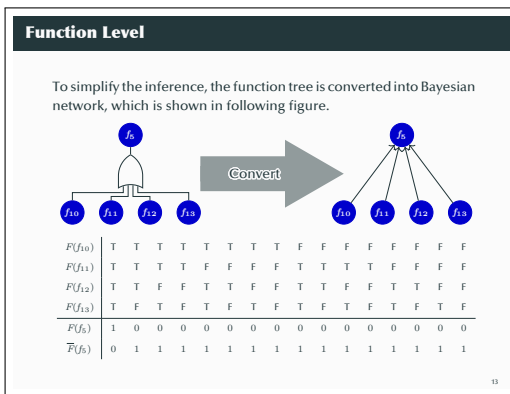 Function Level
To simplify the inference, the function tree is converted into Bayesian
network, which is shown in following figure.
f₅ f₅
Convert
f₁₀ f₁₁ f₁₂ f₁₃ f₁₀ f₁₁ f₁₂ f₁₃
F(f₁₀) T T T T T T T T F F F F F F F F
F(f₁₁) T T T T F F F F T T T T F F F F
F(f₁₂) T T F F T T F F T T F F T T F F
F(f₁₃) T F T F T F T F T F T F T F T F
F(f₅) 1 0 0 0 0 0 0 0 0 0 0 0 0 0 0 0
F̅(f₅) 0 1 1 1 1 1 1 1 1 1 1 1 1 1 1 1
13